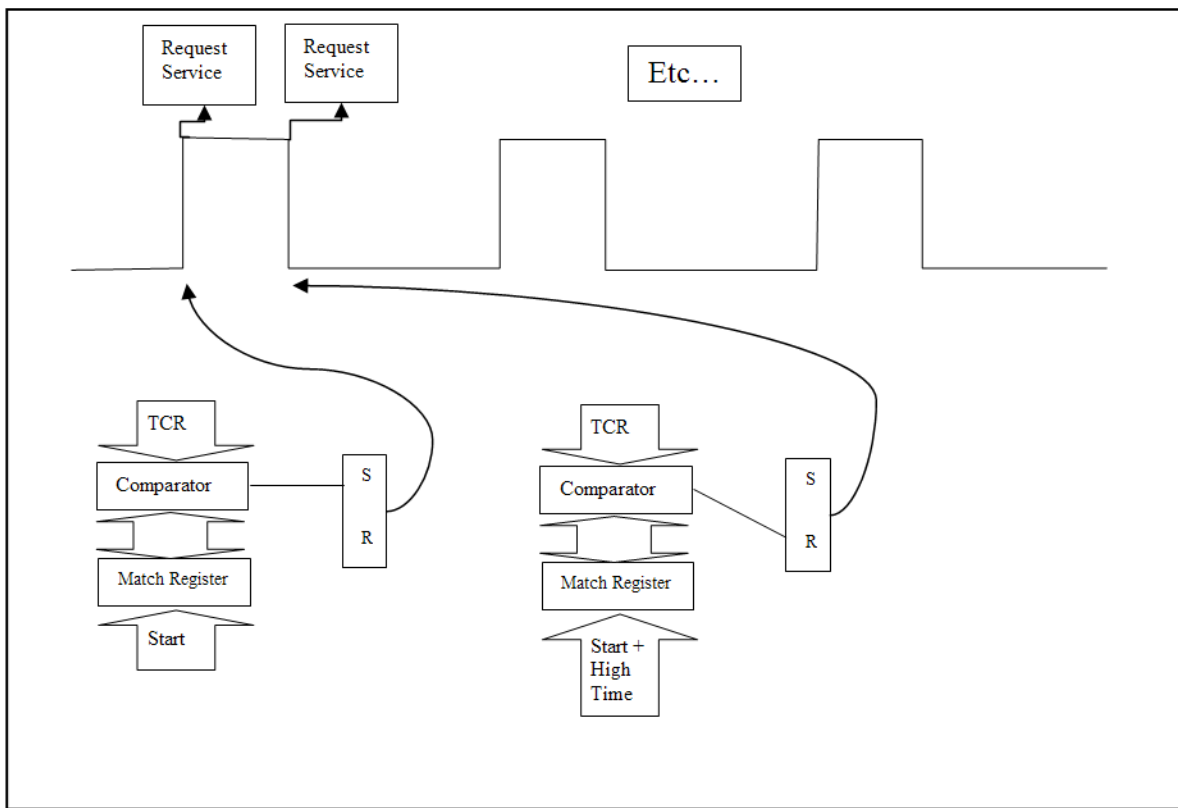 Request
Service
Request
Service
Etc…
TCR
Comparator
Match Register
Start
S
R
TCR
Comparator
Match Register
Start +
High
Time
S
R